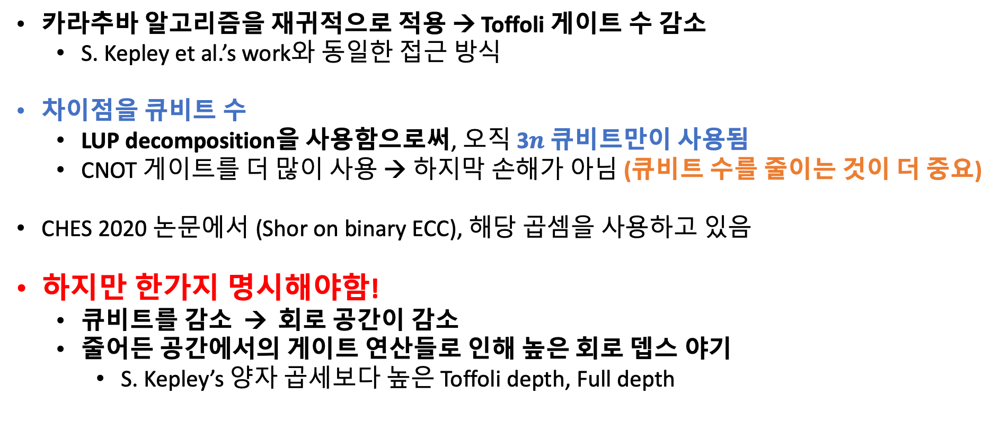 • 카라추바 알고리즘을 재귀적으로 적용 → Toffoli 게이트 수 감소
• S. Kepley et al.’s work와 동일한 접근 방식
• 차이점을 큐비트 수
• LUP decomposition을 사용함으로써, 오직 3n 큐비트만이 사용됨
• CNOT 게이트를 더 많이 사용 → 하지막 손해가 아님 (큐비트 수를 줄이는 것이 더 중요)
• CHES 2020 논문에서 (Shor on binary ECC), 해당 곱셈을 사용하고 있음
• 하지만 한가지 명시해야함!
• 큐비트를 감소 → 회로 공간이 감소
• 줄어든 공간에서의 게이트 연산들로 인해 높은 회로 뎁스 야기
• S. Kepley’s 양자 곱세보다 높은 Toffoli depth, Full depth